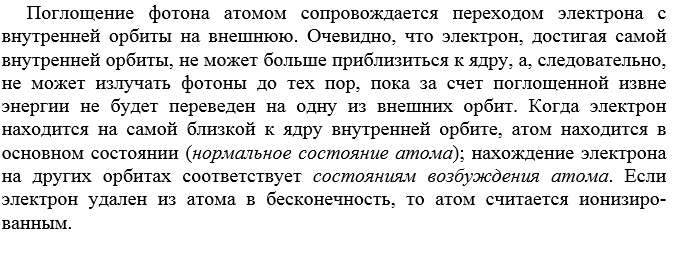 Поглощение фотона атомом сопровождается переходом электрона с
внутренней орбиты на внешнюю. Очевидно, что электрон, достигая самой
внутренней орбиты, не может больше приблизиться к ядру, а, следовательно,
не может излучать фотоны до тех пор, пока за счет поглощенной извне
энергии не будет переведен на одну из внешних орбит. Когда электрон
находится на самой близкой к ядру внутренней орбите, атом находится в
основном состоянии (нормальное состояние атома); нахождение электрона
на других орбитах соответствует состояниям возбуждения атома. Если
электрон удален из атома в бесконечность, то атом считается ионизиро-
ванным.